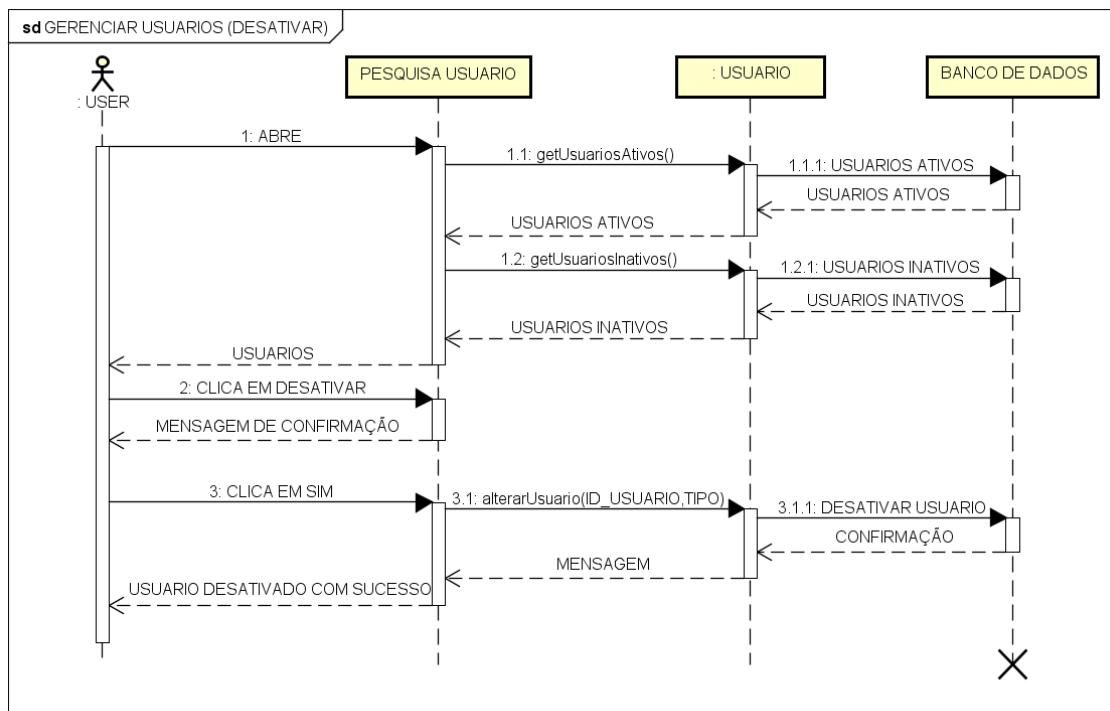 sd GERENCIAR USUARIOS (DESATIVAR)
: USER
PESQUISA USUARIO
: USUARIO
BANCO DE DADOS
1: ABRE
1.1: getUsuariosAtivos()
1.1.1: USUARIOS ATIVOS
USUARIOS ATIVOS
USUARIOS ATIVOS
1.2: getUsuariosInativos()
1.2.1: USUARIOS INATIVOS
USUARIOS INATIVOS
USUARIOS INATIVOS
USUARIOS
2: CLICA EM DESATIVAR
MENSAGEM DE CONFIRMAÇÃO
3: CLICA EM SIM
3.1: alterarUsuario(ID_USUARIO,TIPO)
3.1.1: DESATIVAR USUARIO
CONFIRMAÇÃO
MENSAGEM
USUARIO DESATIVADO COM SUCESSO